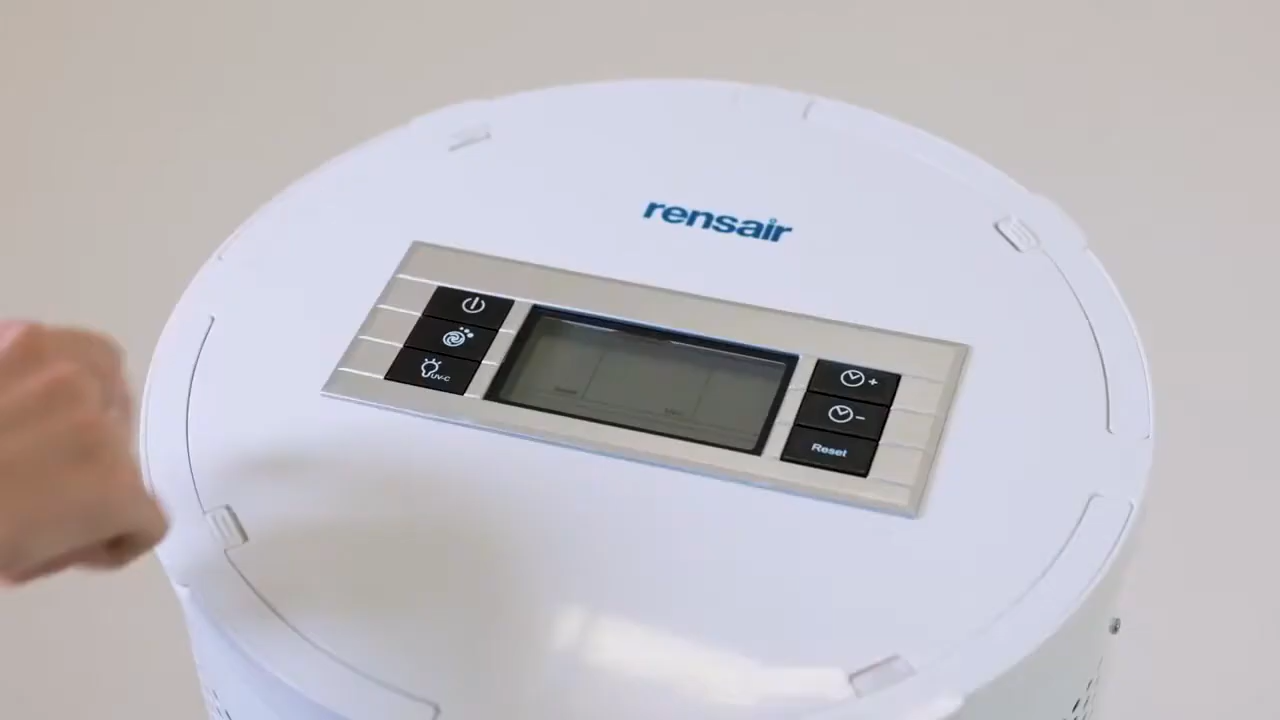 rensair
UV-C
+
−
Reset